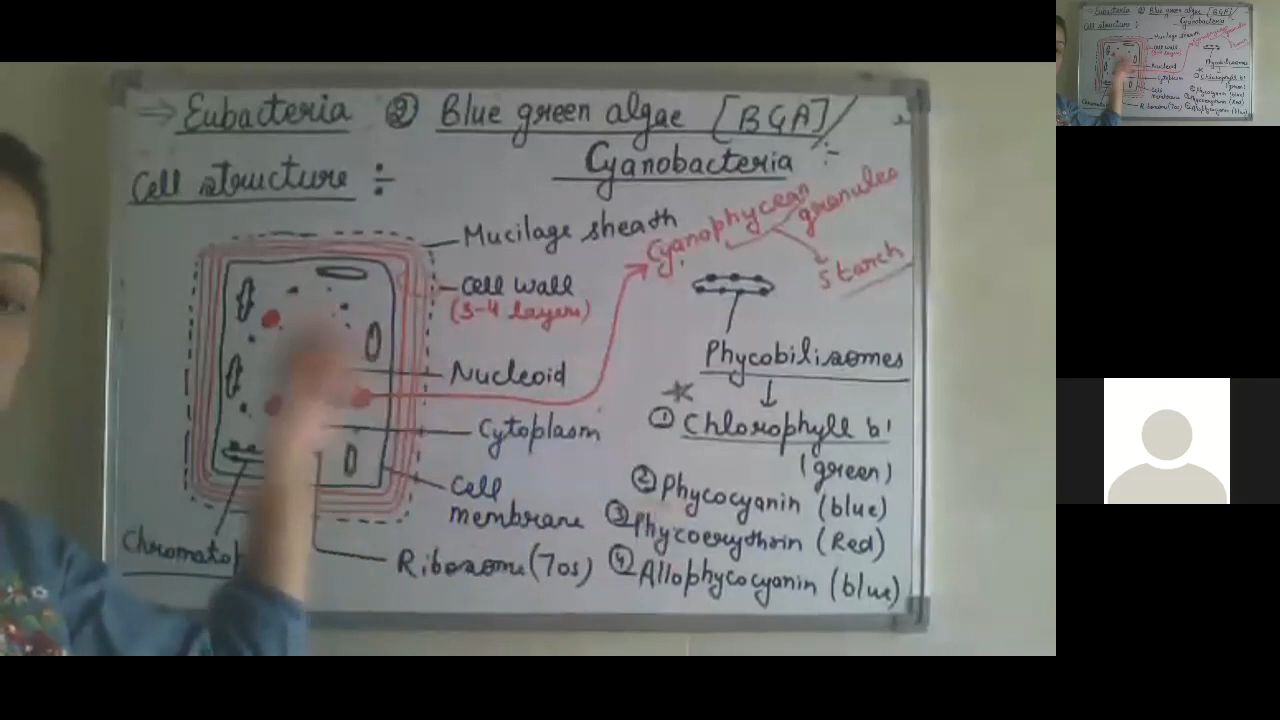 ⇒ Eubacteria ② Blue green algae [BGA]/
Cyanobacteria :-
Cell structure :-
Mucilage sheath
Cell wall
(3-4 layers)
Nucleoid
Cytoplasm
Cell
membrane
Ribosome (70s)
Chromatop
Cyanophycean granules
Starch
Phycobilisomes
↓
① Chlorophyll 'a'
(green)
② Phycocyanin (blue)
③ Phycoerythrin (Red)
④ Allophycocyanin (blue)